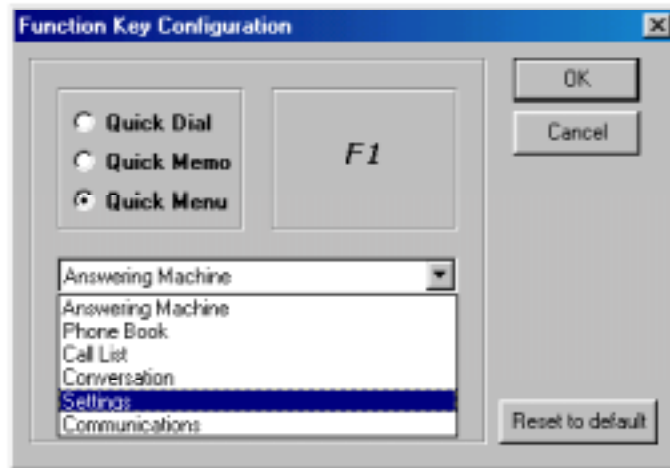 Function Key Configuration
Quick Dial
Quick Memo
Quick Menu
F1
OK
Cancel
Answering Machine
Answering Machine
Phone Book
Call List
Conversation
Settings
Communications
Reset to default